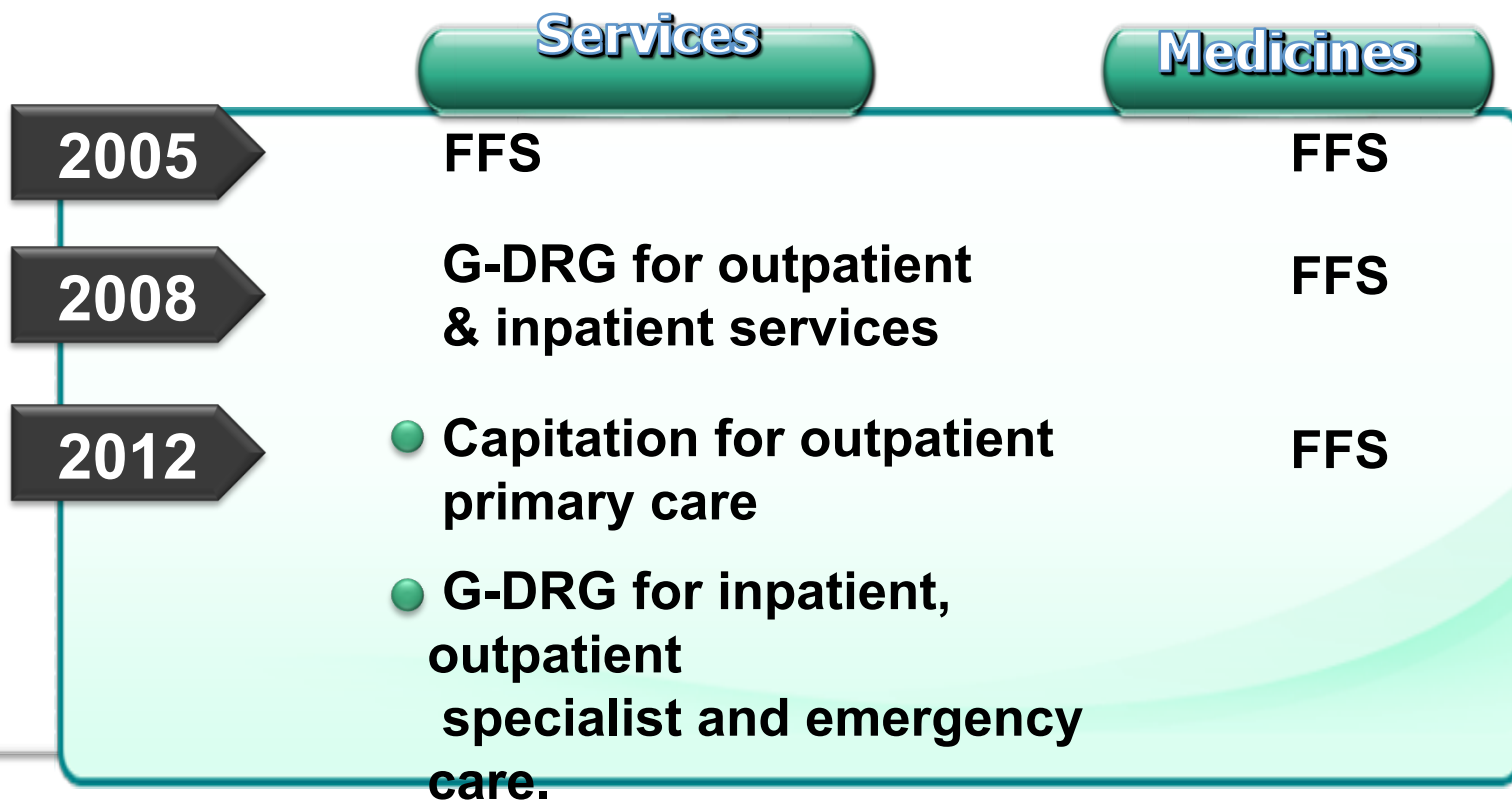 Services
Medicines
2005
FFS
FFS
2008
G-DRG for outpatient
& inpatient services
FFS
2012
Capitation for outpatient
primary care
FFS
G-DRG for inpatient,
outpatient
specialist and emergency
care.